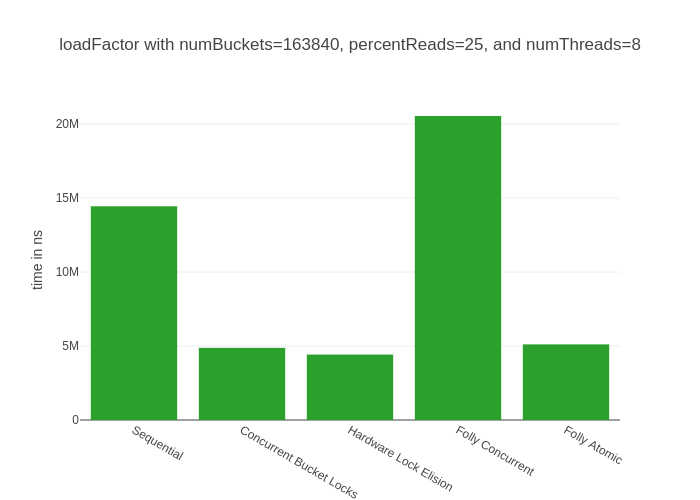 loadFactor with numBuckets=163840, percentReads=25, and numThreads=8
20M
15M
10M
5M
0
time in ns
Sequential
Concurrent Bucket Locks
Hardware Lock Elision
Folly Concurrent
Folly Atomic